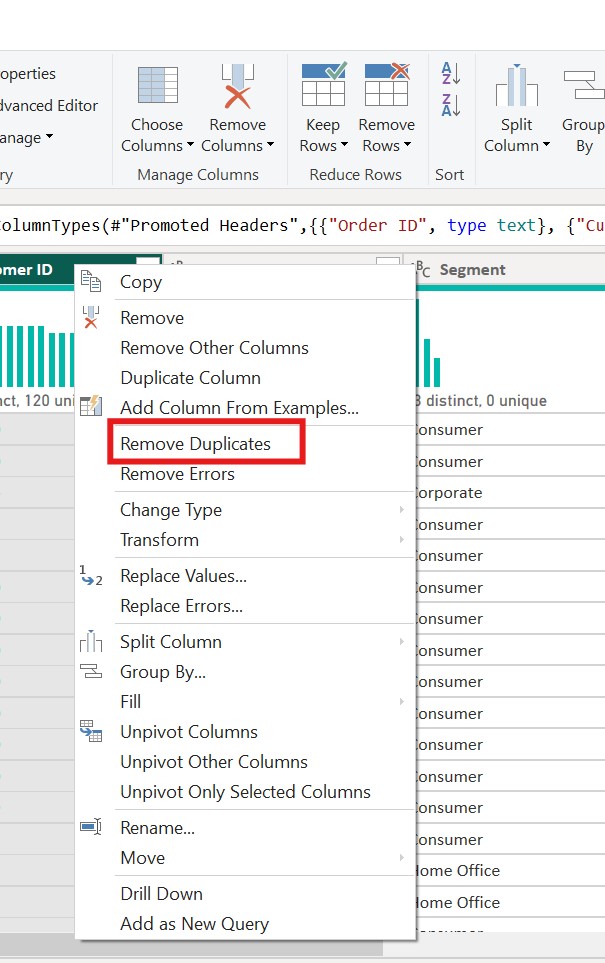 operties
dvanced Editor
anage
ry
Choose Columns
Remove Columns
Manage Columns
Keep Rows
Remove Rows
Reduce Rows
A
Z
Z
A
Sort
Split Column
Group By
olumnTypes(#"Promoted Headers",{{"Order ID", type text}, {"Cu
omer ID
BC Segment
nct, 120 uni
3 distinct, 0 unique
Copy
Remove
Remove Other Columns
Duplicate Column
Add Column From Examples...
Remove Duplicates
Remove Errors
Change Type
Transform
1
2
Replace Values...
Replace Errors...
Split Column
Group By...
Fill
Unpivot Columns
Unpivot Other Columns
Unpivot Only Selected Columns
Rename...
Move
Drill Down
Add as New Query
onsumer
onsumer
orporate
onsumer
onsumer
onsumer
onsumer
onsumer
onsumer
onsumer
onsumer
onsumer
onsumer
onsumer
ome Office
ome Office